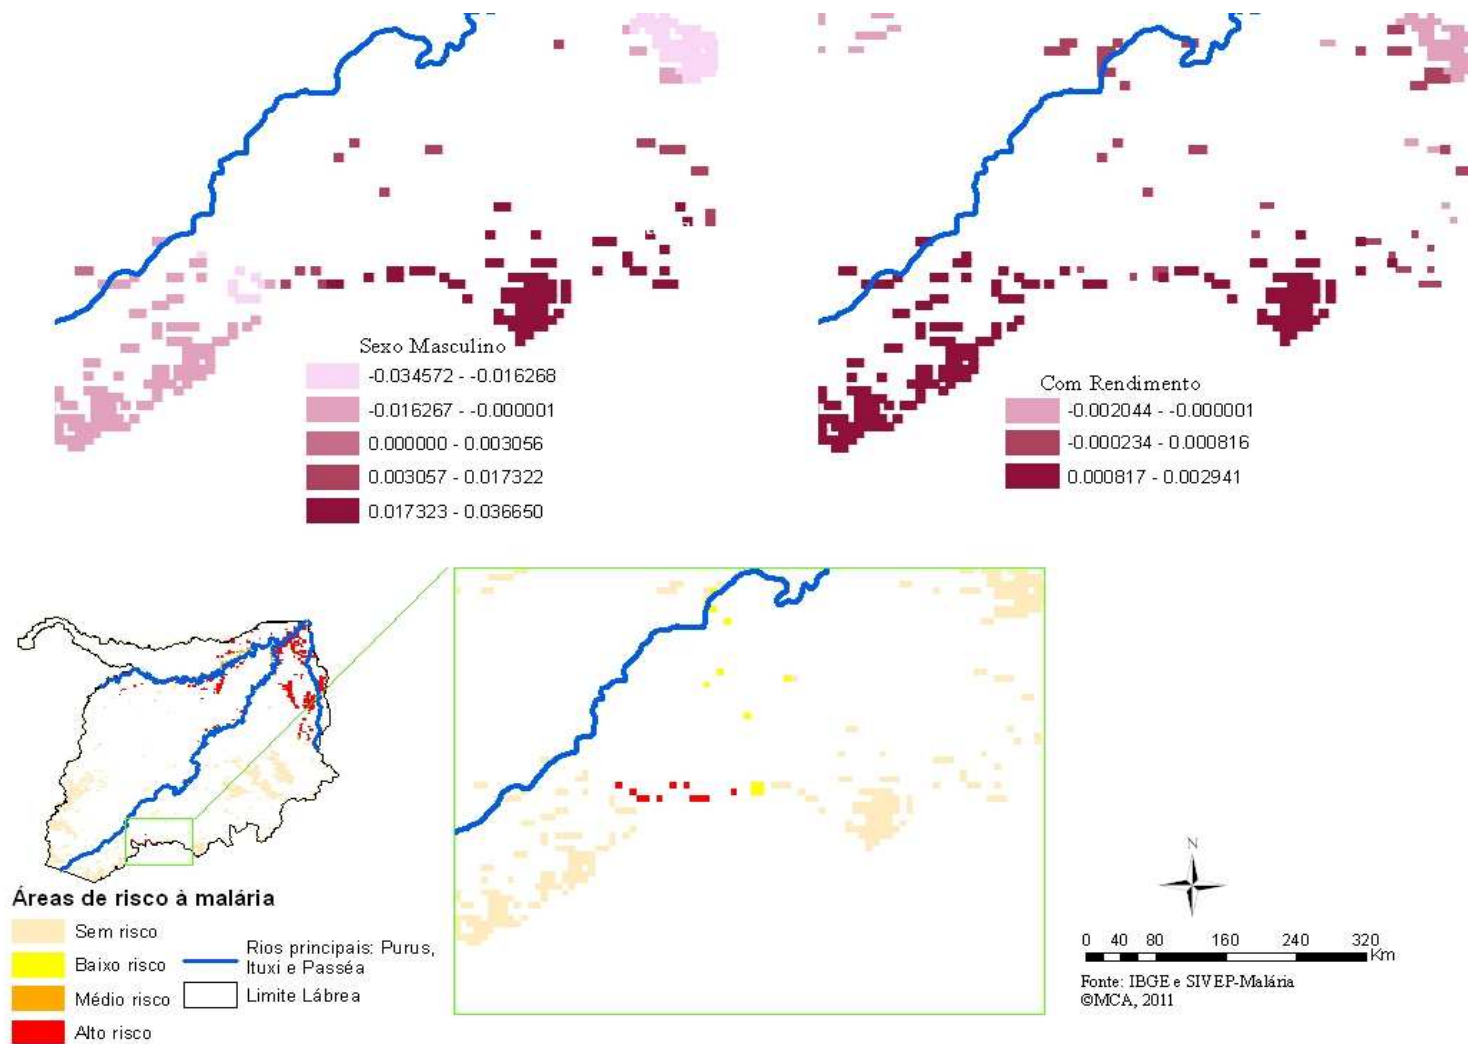 Sexo Masculino
-0.034572 - -0.016268
-0.016267 - -0.000001
0.000000 - 0.003056
0.003057 - 0.017322
0.017323 - 0.036650
Com Rendimento
-0.002044 - -0.000001
-0.000234 - 0.000816
0.000817 - 0.002941
Áreas de risco à malária
Sem risco
Baixo risco
Médio risco
Alto risco
Rios principais: Purus,
Ituxi e Passéa
Limite Lábrea
N
0 40 80 160 240 320
Km
Fonte: IBGE e SIVEP-Malária
©MCA, 2011